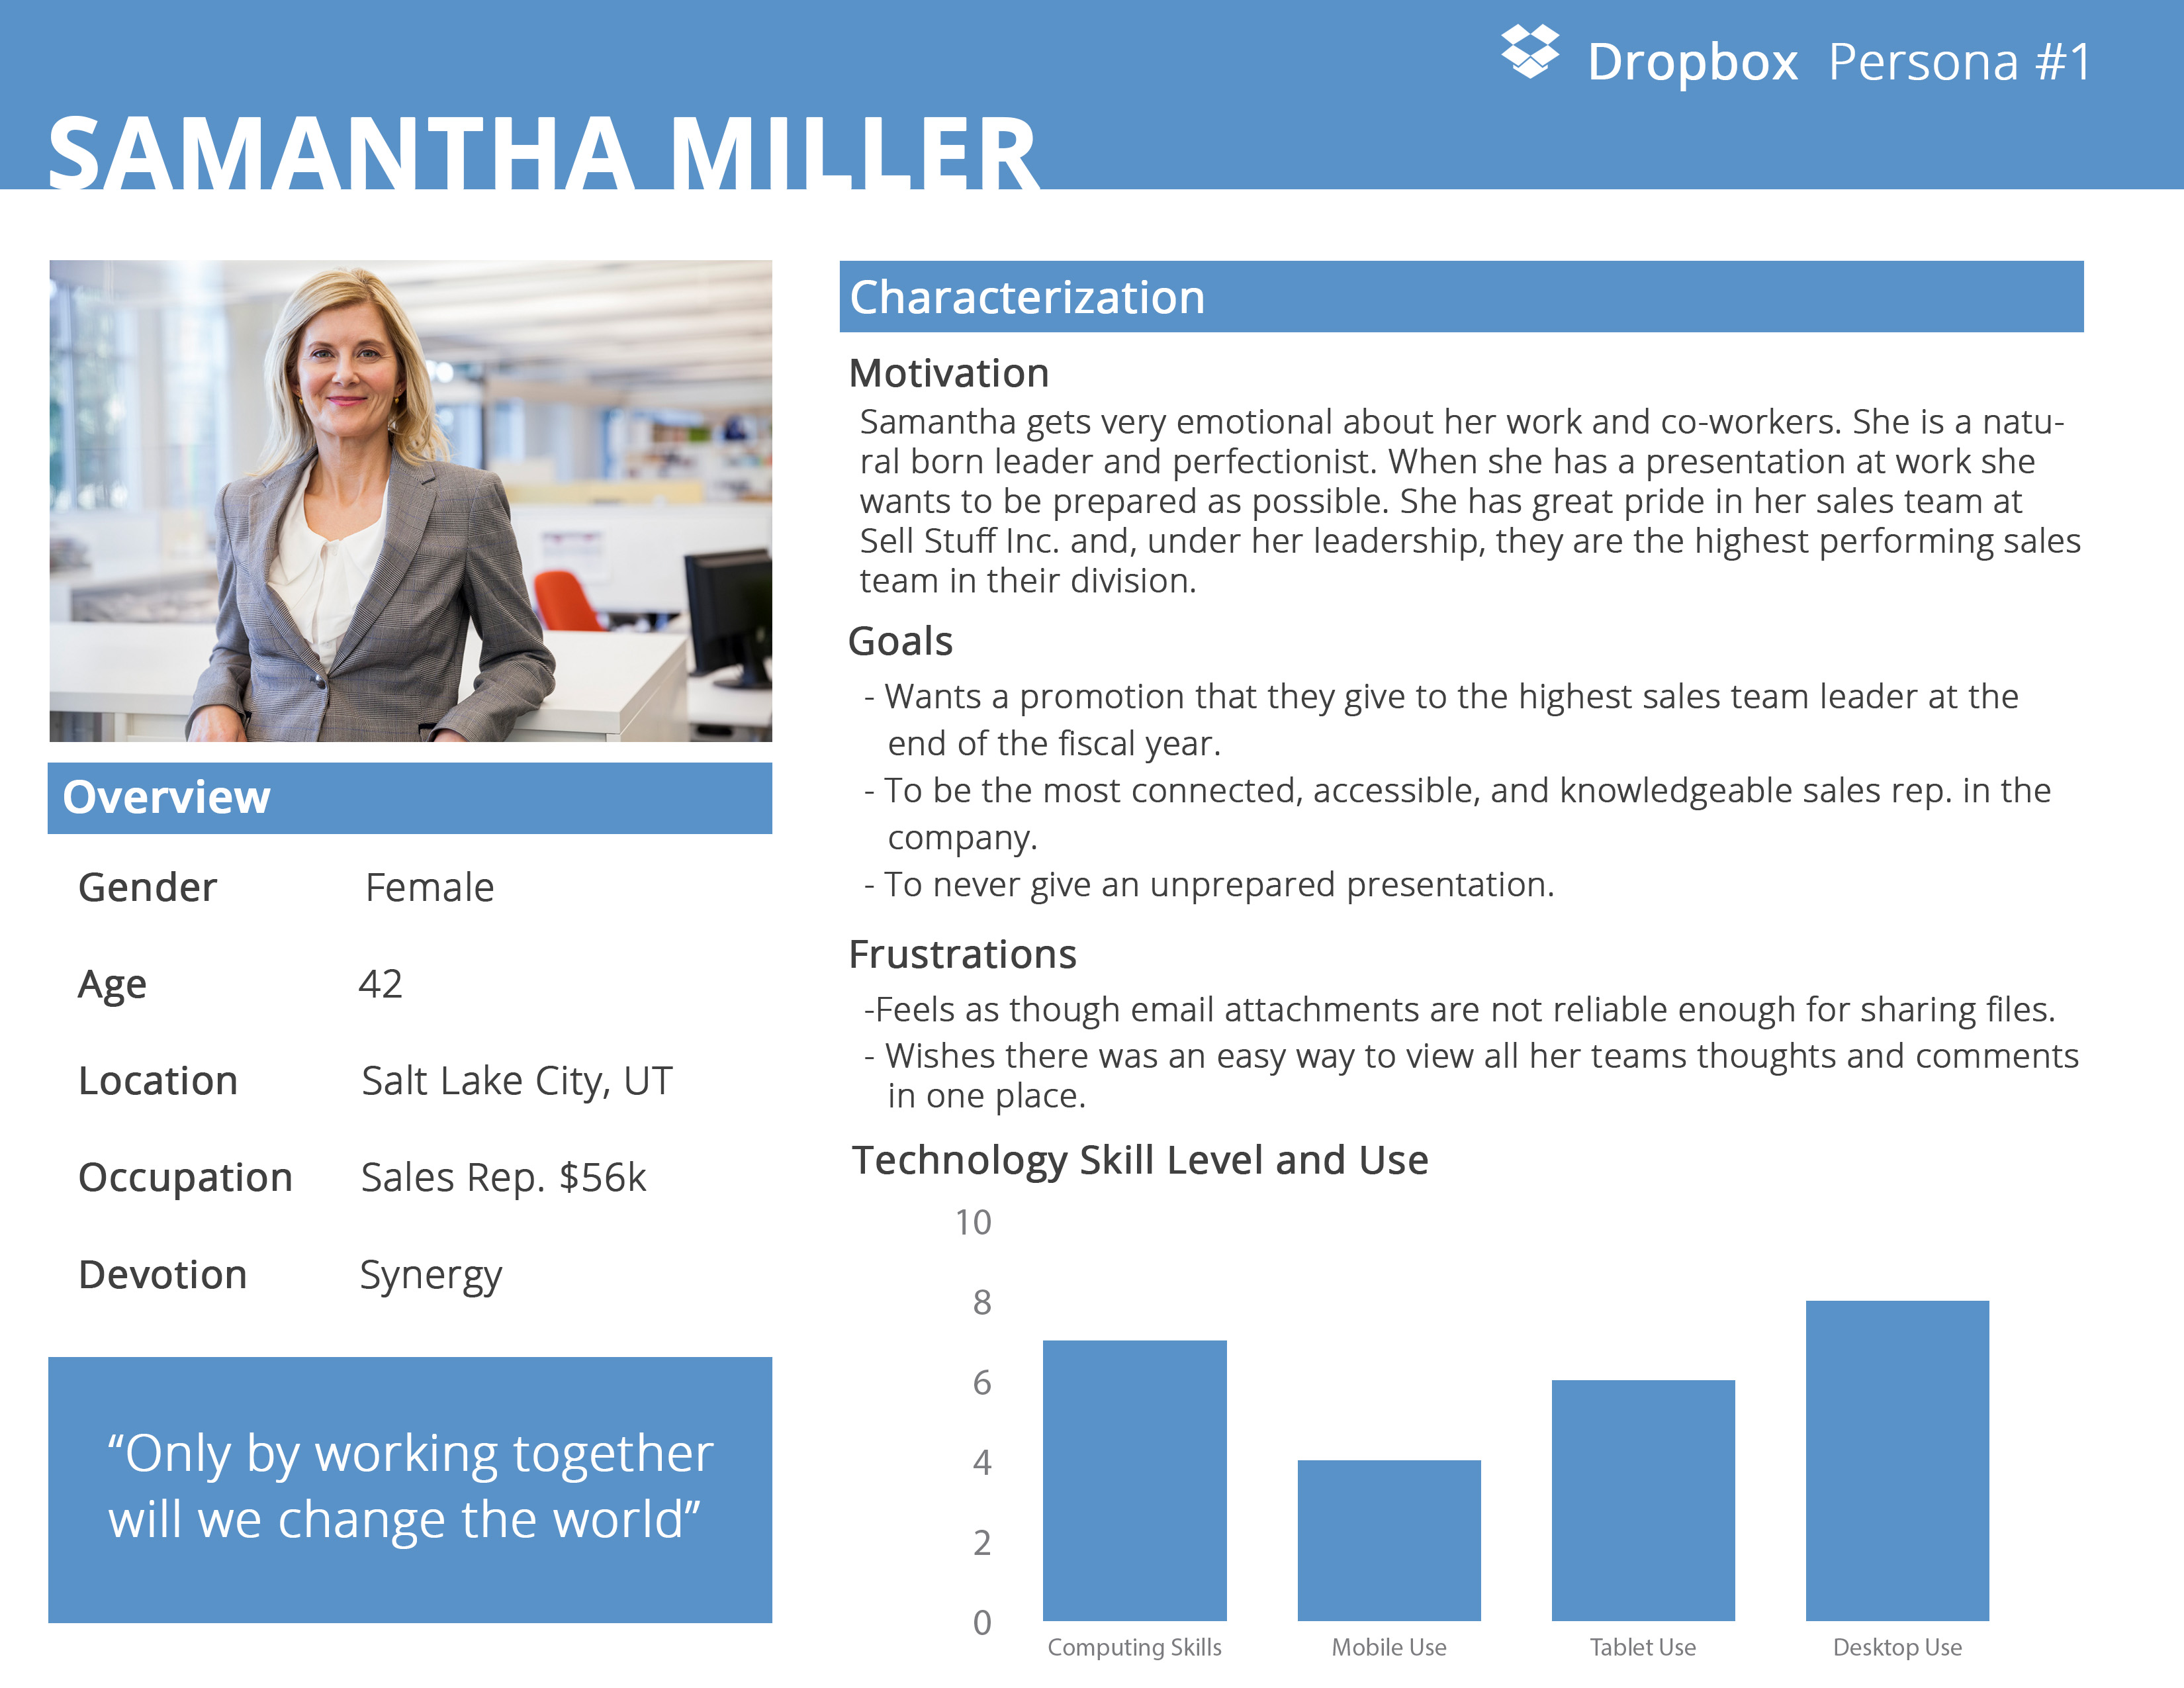 Dropbox Persona #1
SAMANTHA MILLER
Overview
Gender Female
Age 42
Location Salt Lake City, UT
Occupation Sales Rep. $56k
Devotion Synergy
“Only by working together
will we change the world”
Characterization
Motivation
Samantha gets very emotional about her work and co-workers. She is a natu-
ral born leader and perfectionist. When she has a presentation at work she
wants to be prepared as possible. She has great pride in her sales team at
Sell Stuff Inc. and, under her leadership, they are the highest performing sales
team in their division.
Goals
- Wants a promotion that they give to the highest sales team leader at the
end of the fiscal year.
- To be the most connected, accessible, and knowledgeable sales rep. in the
company.
- To never give an unprepared presentation.
Frustrations
-Feels as though email attachments are not reliable enough for sharing files.
- Wishes there was an easy way to view all her teams thoughts and comments
in one place.
Technology Skill Level and Use
10
8
6
4
2
0
Computing Skills Mobile Use Tablet Use Desktop Use